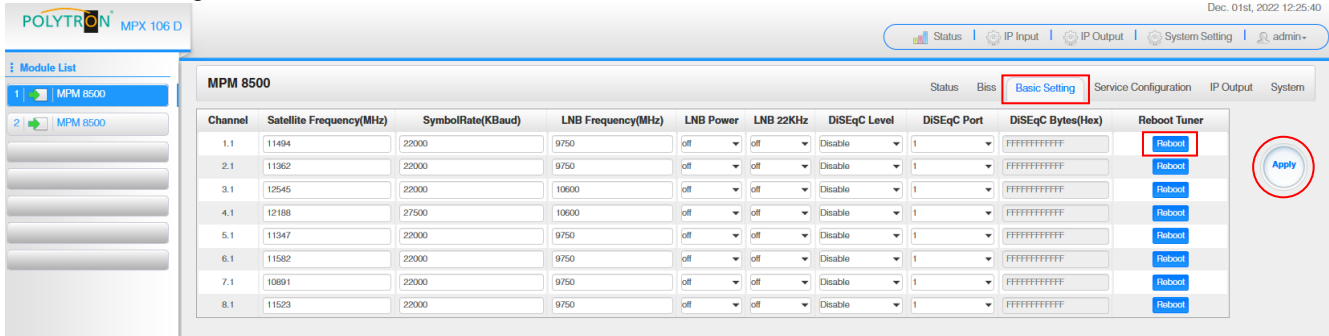 Dec. 01st, 2022 12:25:40
POLYTRON MPX 106 D
Status IP Input IP Output System Setting admin
Module List
1 MPM 8500
2 MPM 8500
MPM 8500
Status Biss Basic Setting Service Configuration IP Output System
Channel Satellite Frequency(MHz) SymbolRate(KBaud) LNB Frequency(MHz) LNB Power LNB 22KHz DiSEqC Level DiSEqC Port DiSEqC Bytes(Hex) Reboot Tuner
1.1 11494 22000 9750 off off Disable 1 FFFFFFFFFFFF Reboot
2.1 11362 22000 9750 off off Disable 1 FFFFFFFFFFFF Reboot
3.1 12545 22000 10600 off off Disable 1 FFFFFFFFFFFF Reboot
4.1 12188 27500 10600 off off Disable 1 FFFFFFFFFFFF Reboot
5.1 11347 22000 9750 off off Disable 1 FFFFFFFFFFFF Reboot
6.1 11582 22000 9750 off off Disable 1 FFFFFFFFFFFF Reboot
7.1 10891 22000 9750 off off Disable 1 FFFFFFFFFFFF Reboot
8.1 11523 22000 9750 off off Disable 1 FFFFFFFFFFFF Reboot
Apply